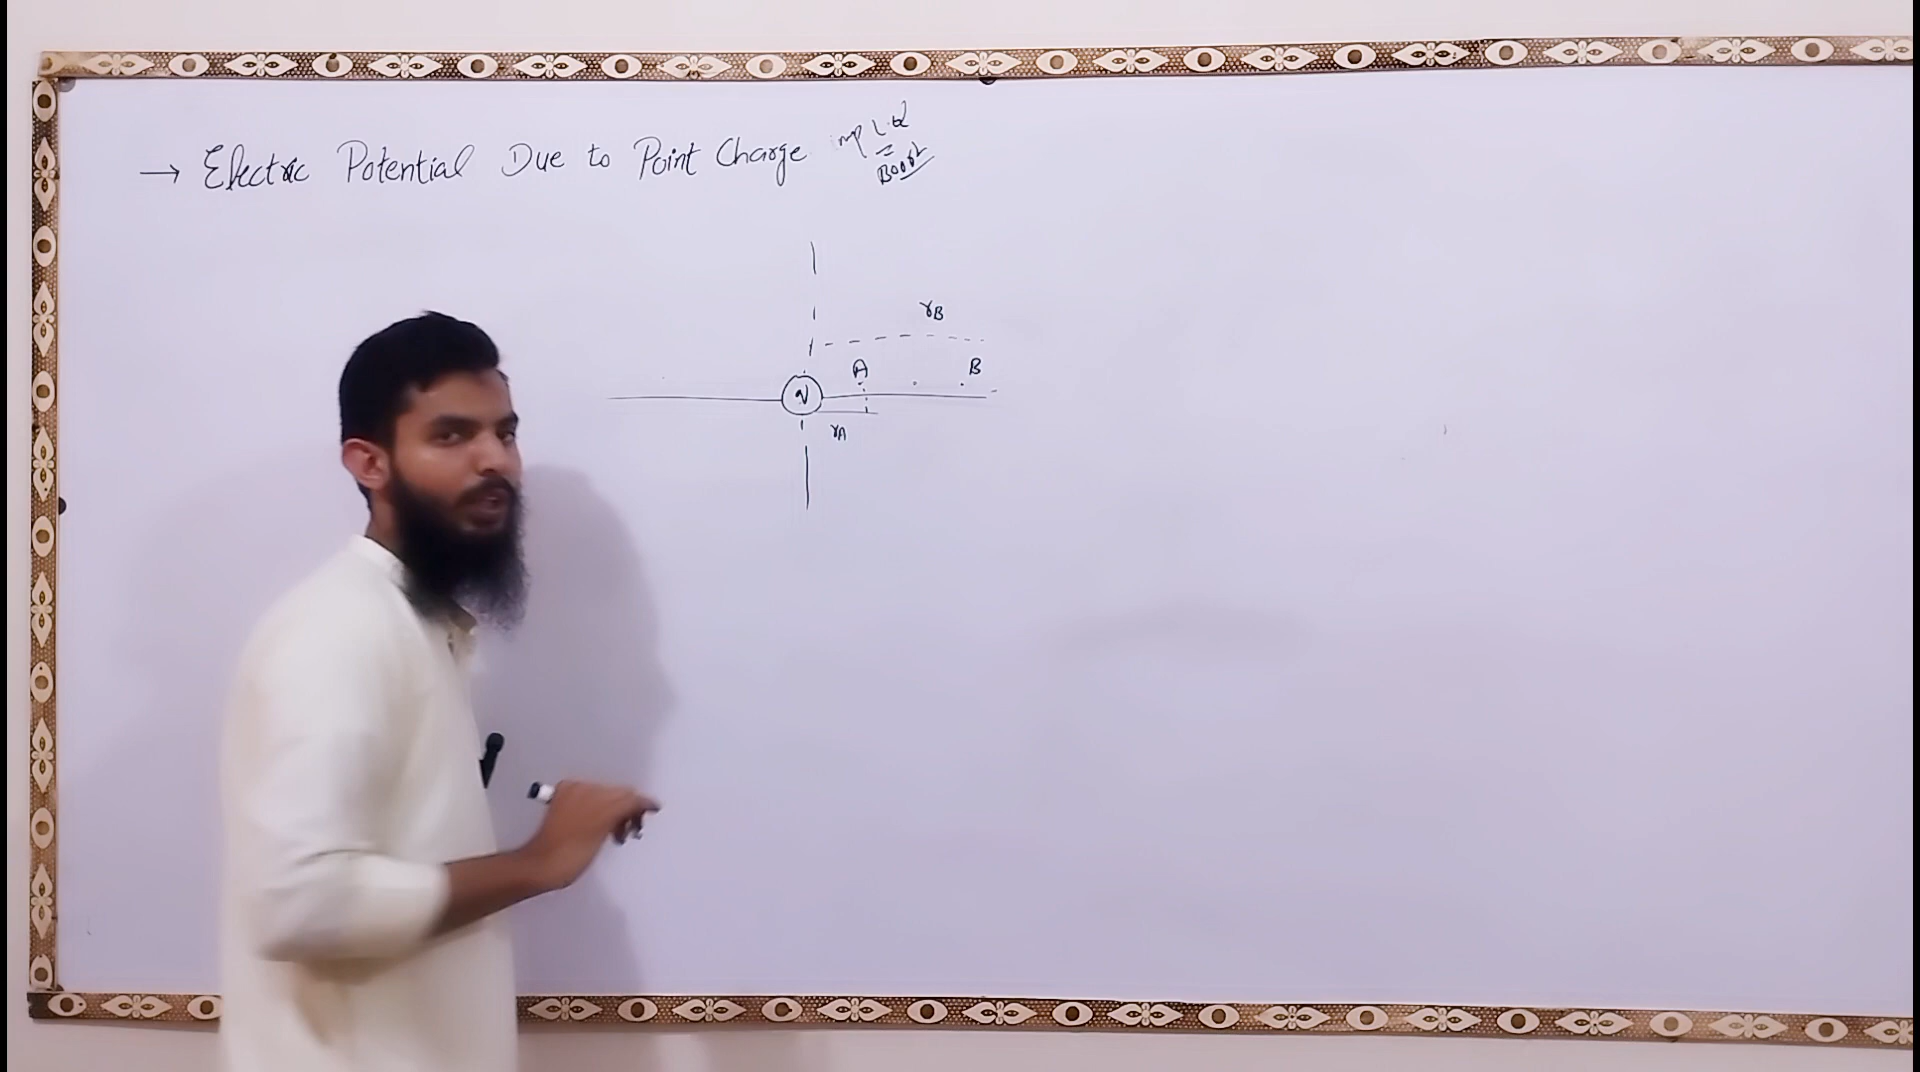 → Electric Potential Due to Point Charge imp L.Q
Board
rB
A B
q
rA